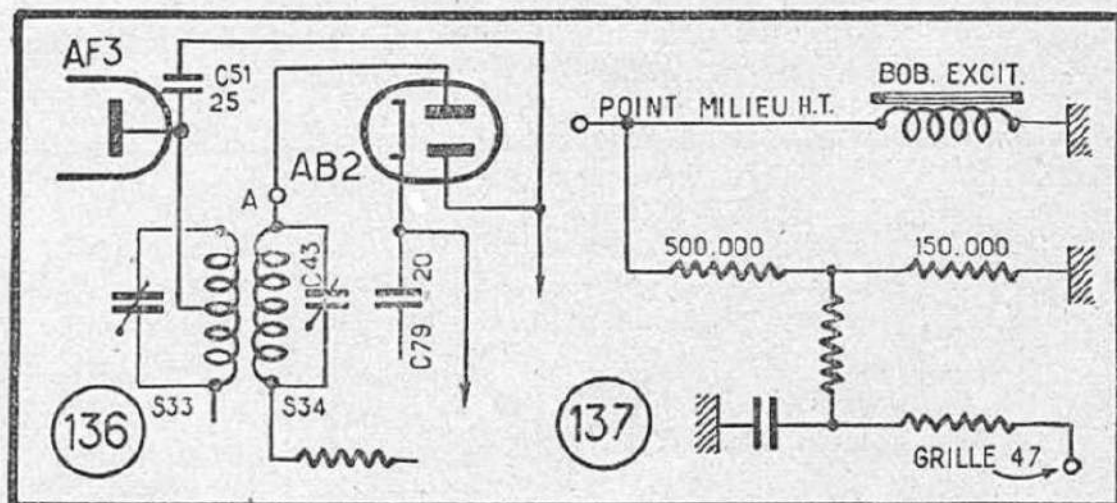 AF3
C51
25
AB2
A
C43
20
C79
S33
S34
136
BOB. EXCIT.
POINT MILIEU H.T.
500.000
150.000
137
GRILLE 47